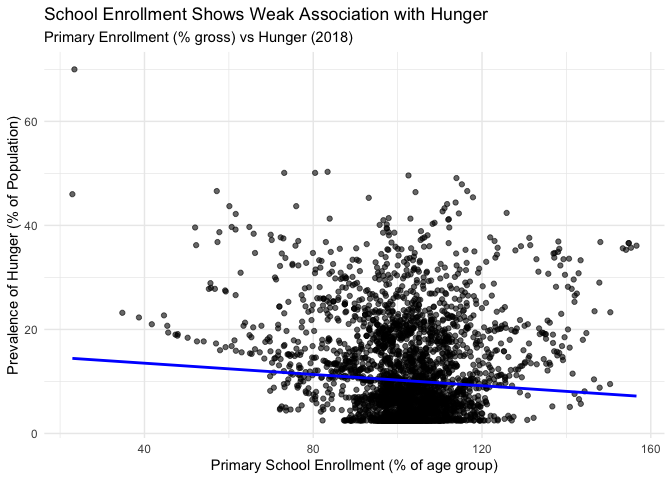 School Enrollment Shows Weak Association with Hunger
Primary Enrollment (% gross) vs Hunger (2018)
Prevalence of Hunger (% of Population)
60
40
20
0
40
80
120
160
Primary School Enrollment (% of age group)